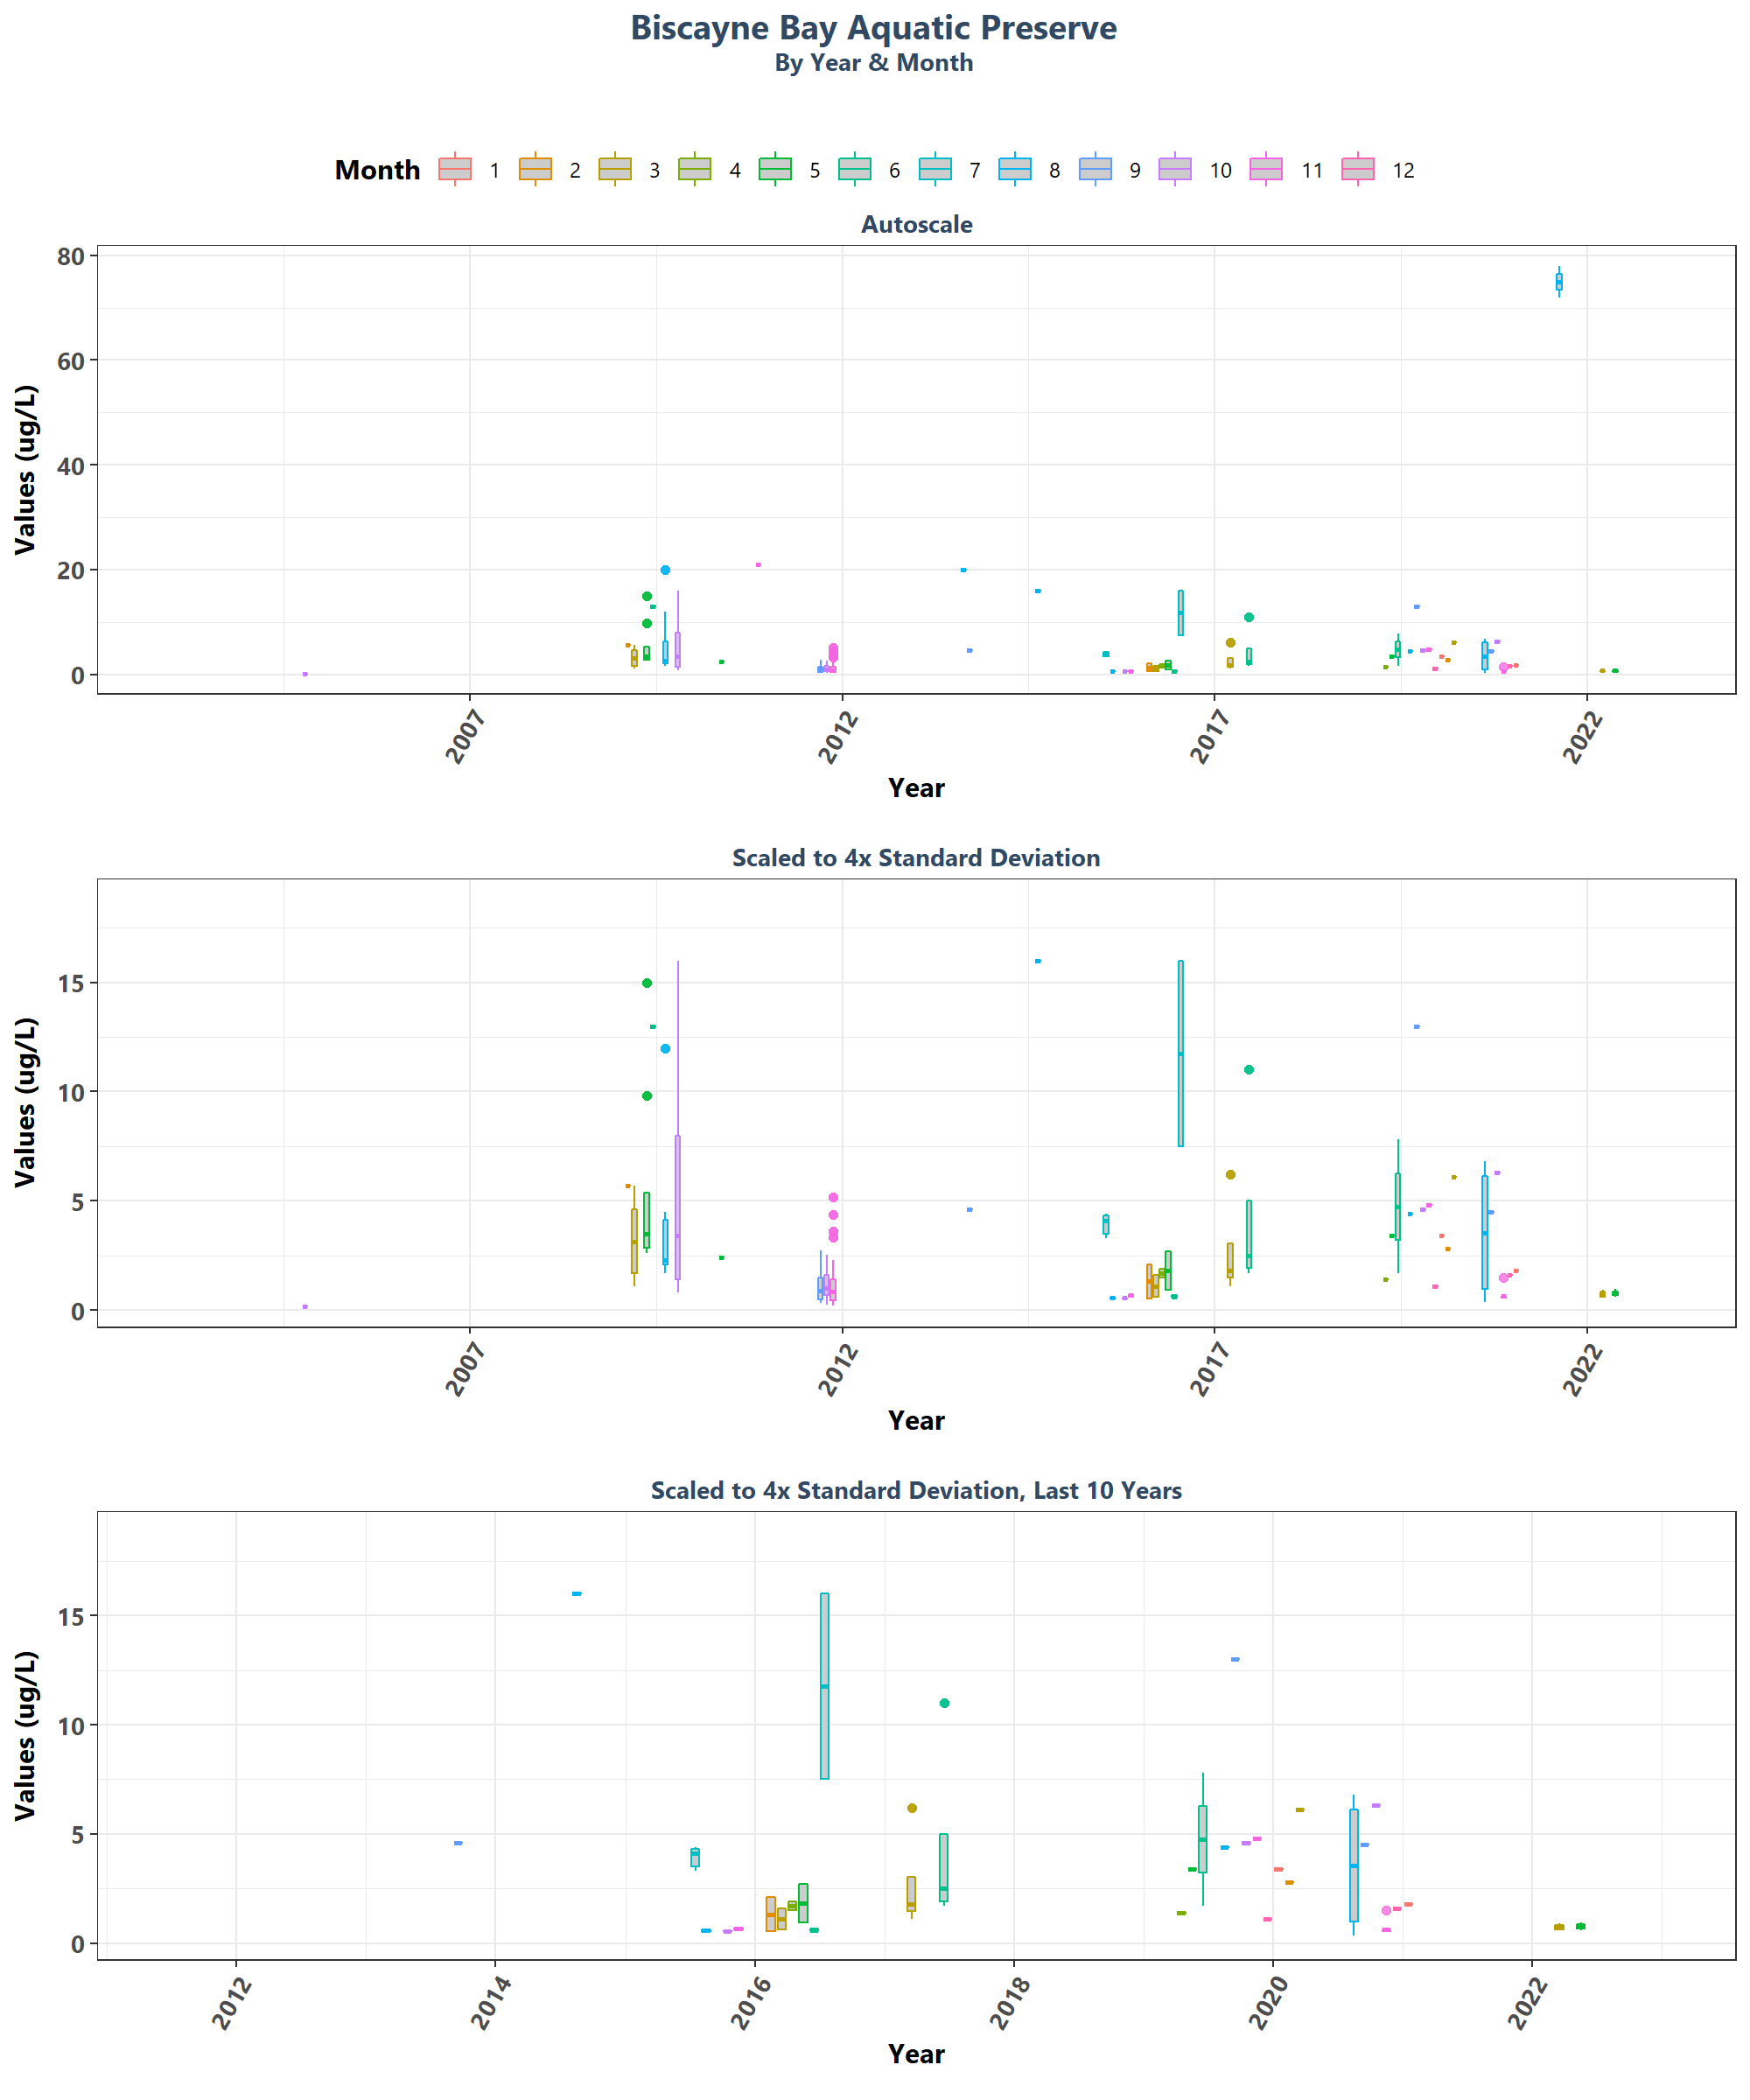 Biscayne Bay Aquatic Preserve
By Year & Month
Month 1 2 3 4 5 6 7 8 9 10 11 12
Autoscale
Values (ug/L)
80
60
40
20
0
2007 2012 2017 2022
Year
Scaled to 4x Standard Deviation
Values (ug/L)
15
10
5
0
2007 2012 2017 2022
Year
Scaled to 4x Standard Deviation, Last 10 Years
Values (ug/L)
15
10
5
0
2012 2014 2016 2018 2020 2022
Year